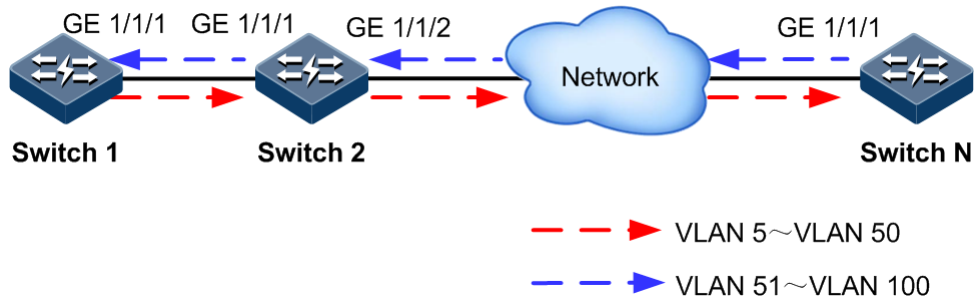 GE 1/1/1 GE 1/1/1 GE 1/1/2 GE 1/1/1
Network
Switch 1 Switch 2 Switch N
VLAN 5～VLAN 50
VLAN 51～VLAN 100